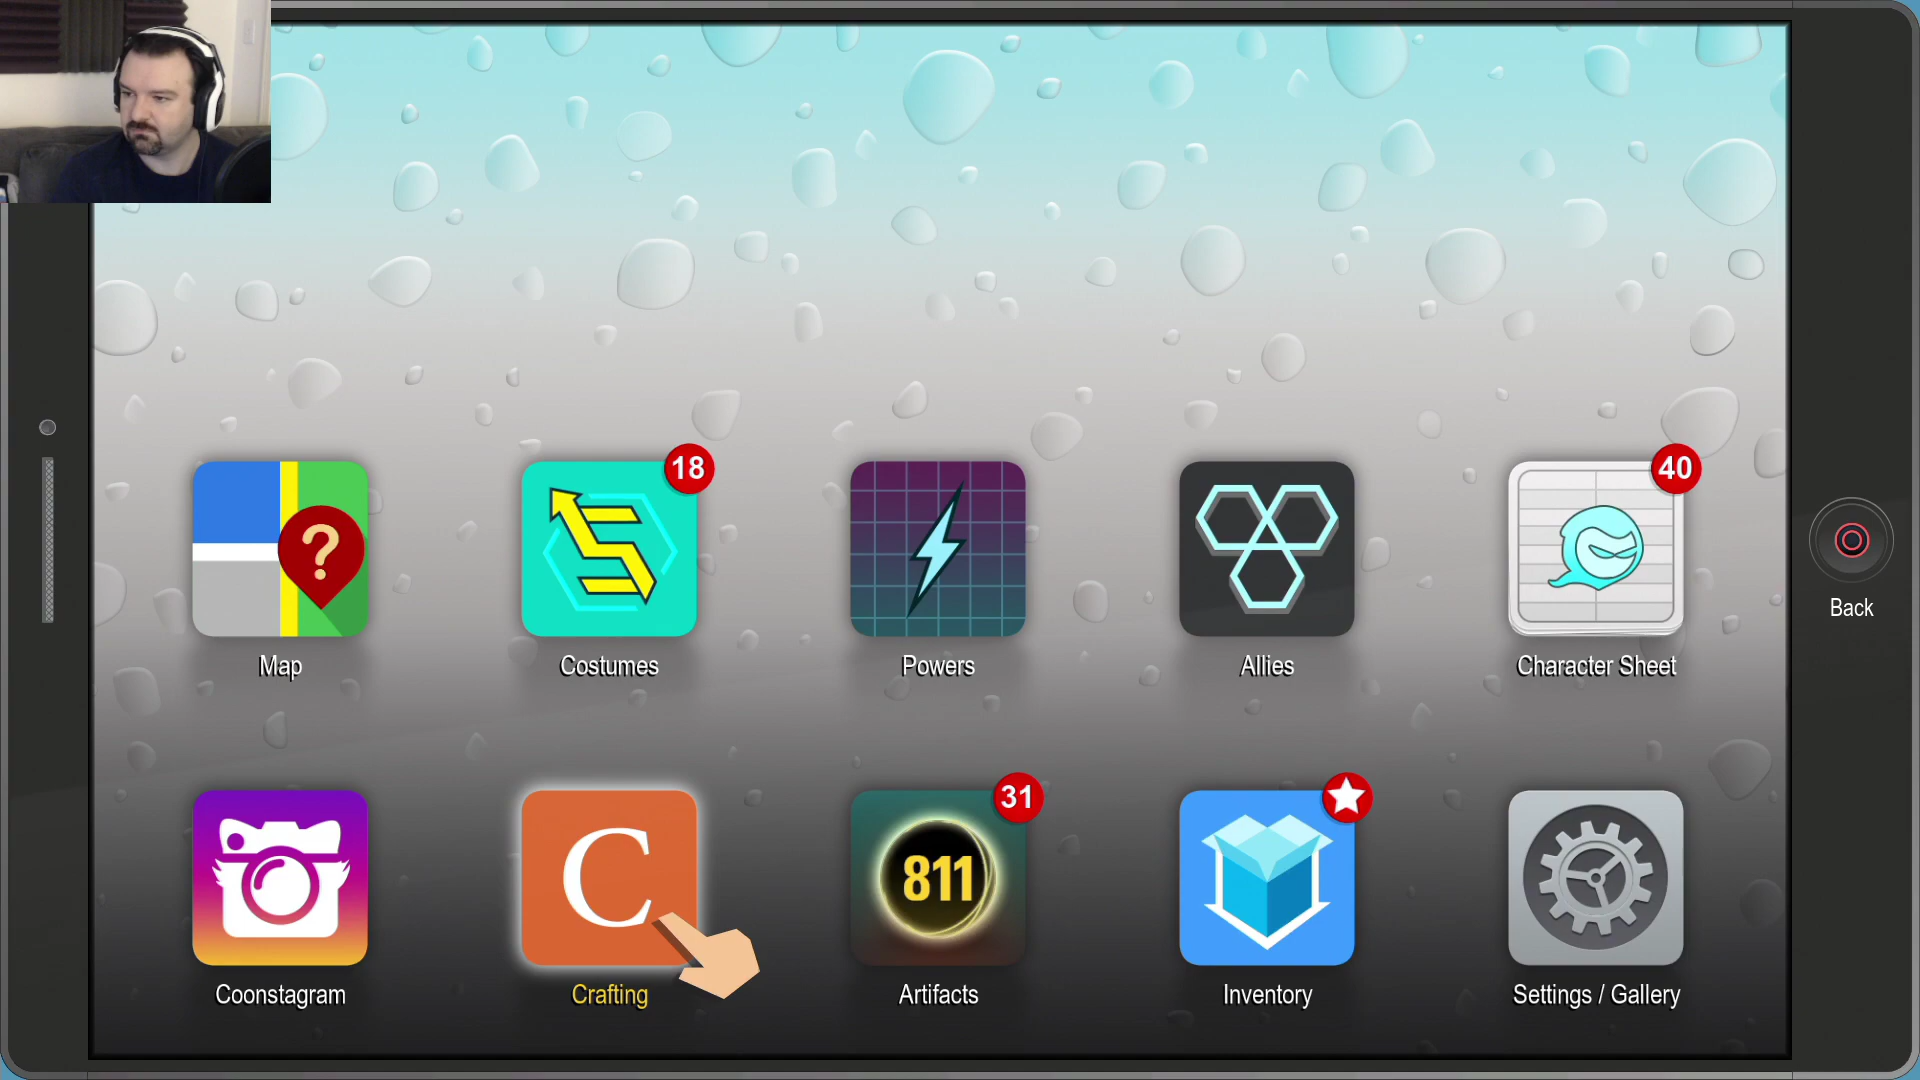 18
40
?
Map
Costumes
Powers
Allies
Character Sheet
Back
31
C
811
Coonstagram
Crafting
Artifacts
Inventory
Settings / Gallery